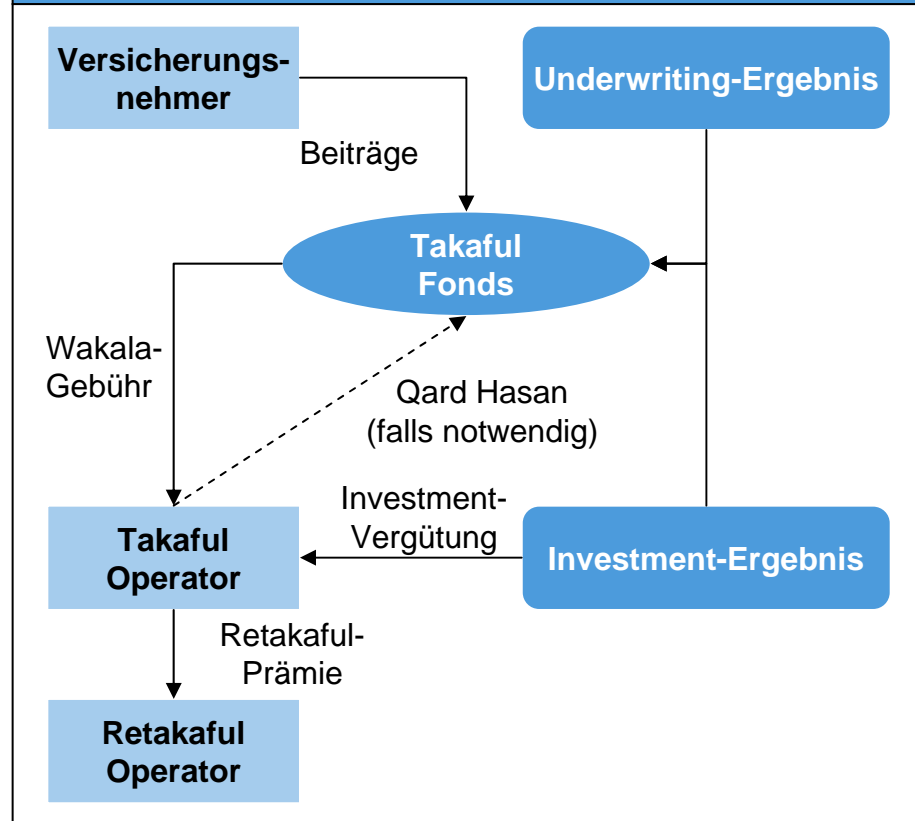 Versicherungs-
nehmer
Underwriting-Ergebnis
Beiträge
Takaful
Fonds
Wakala-
Gebühr
Qard Hasan
(falls notwendig)
Investment-
Vergütung
Takaful
Operator
Investment-Ergebnis
Retakaful-
Prämie
Retakaful
Operator